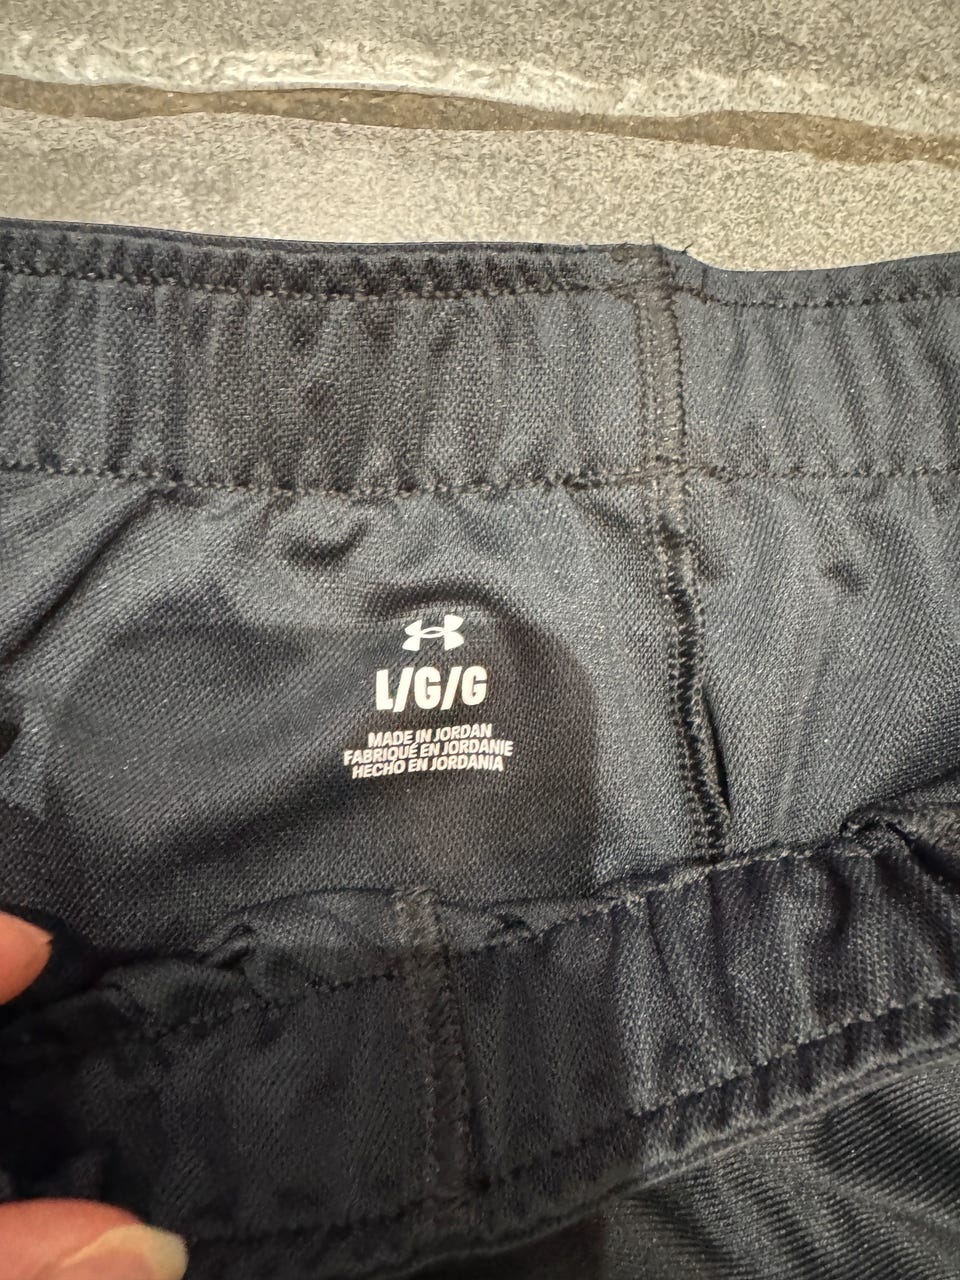 L/G/G
MADE IN JORDAN
FABRIQUÉ EN JORDANIE
HECHO EN JORDANIA